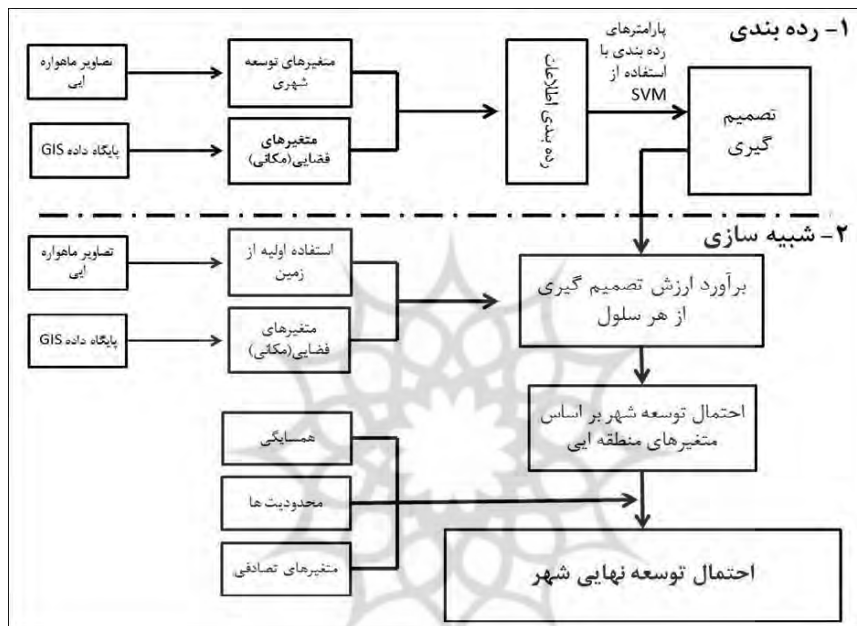 ۱- رده بندی
تصاویر ماهواره
ایی
متغیرهای توسعه
شهری
پایگاه داده GIS
متغیرهای
فضایی(مکانی)
رده بندی اطلاعات
پارامترهای
رده بندی با
استفاده از
SVM
تصمیم
گیری
۲- شبیه سازی
تصاویر ماهواره
ایی
استفاده اولیه از
زمین
پایگاه داده GIS
متغیرهای
فضایی(مکانی)
برآورد ارزش تصمیم گیری
از هر سلول
احتمال توسعه شهر بر اساس
متغیرهای منطقه ایی
همسایگی
محدودیت ها
متغیرهای تصادفی
احتمال توسعه نهایی شهر